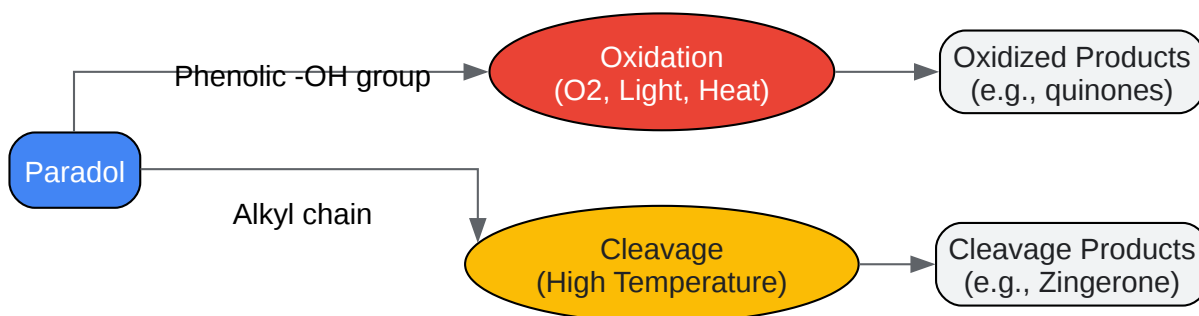 Paradol
Phenolic -OH group
Oxidation
(O2, Light, Heat)
Oxidized Products
(e.g., quinones)
Alkyl chain
Cleavage
(High Temperature)
Cleavage Products
(e.g., Zingerone)